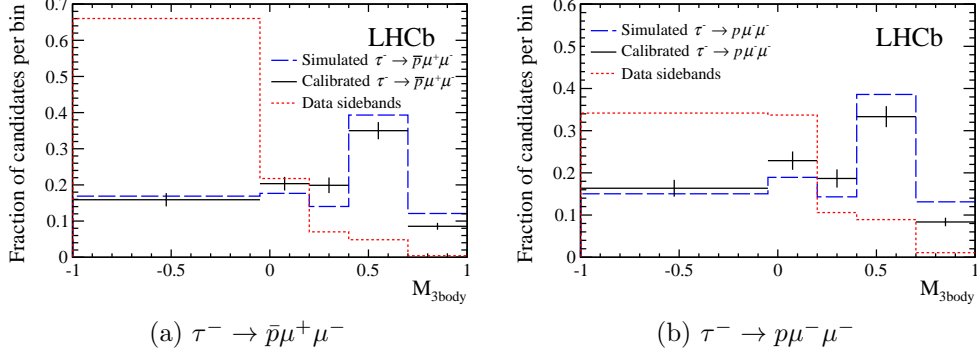 Fraction of candidates per bin
0.7
0.6
0.5
0.4
0.3
0.2
0.1
0.0
LHCb
Simulated τ⁻ → p̅μ⁺μ⁻
Calibrated τ⁻ → p̅μ⁺μ⁻
Data sidebands
-1 -0.5 0 0.5 1
M3body
(a) τ⁻ → p̄μ⁺μ⁻
Fraction of candidates per bin
0.6
0.5
0.4
0.3
0.2
0.1
0.0
LHCb
Simulated τ⁻ → pμ⁻μ⁻
Calibrated τ⁻ → pμ⁻μ⁻
Data sidebands
-1 -0.5 0 0.5 1
M3body
(b) τ⁻ → pμ⁻μ⁻